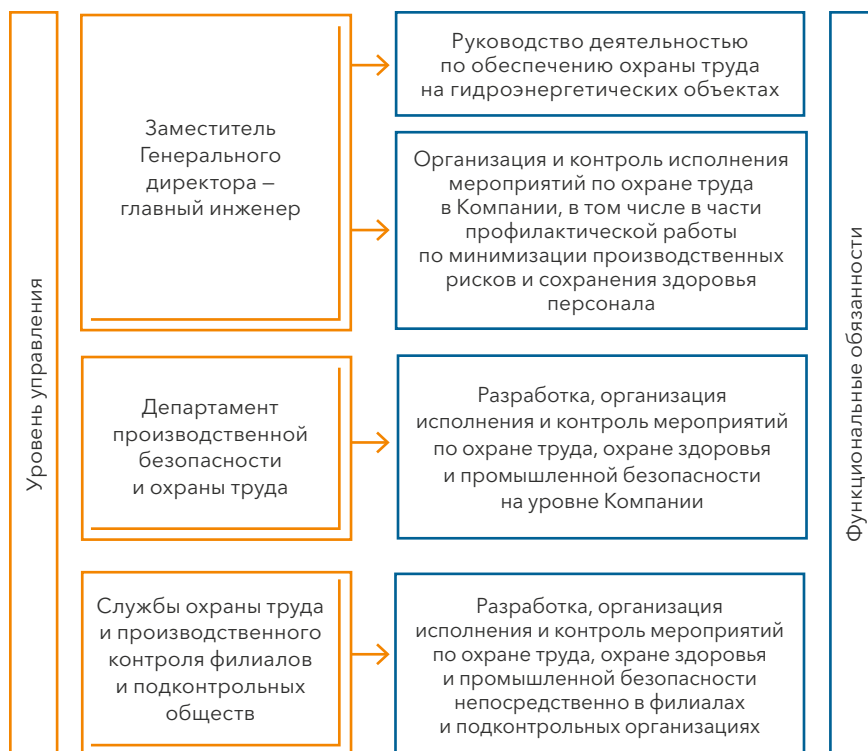 Уровень управления
Заместитель
Генерального
директора —
главный инженер
Руководство деятельностью
по обеспечению охраны труда
на гидроэнергетических объектах
Организация и контроль исполнения
мероприятий по охране труда
в Компании, в том числе в части
профилактической работы
по минимизации производственных
рисков и сохранения здоровья
персонала
Департамент
производственной
безопасности
и охраны труда
Разработка, организация
исполнения и контроль мероприятий
по охране труда, охране здоровья
и промышленной безопасности
на уровне Компании
Службы охраны труда
и производственного
контроля филиалов
и подконтрольных
обществ
Разработка, организация
исполнения и контроль мероприятий
по охране труда, охране здоровья
и промышленной безопасности
непосредственно в филиалах
и подконтрольных организациях
Функциональные обязанности